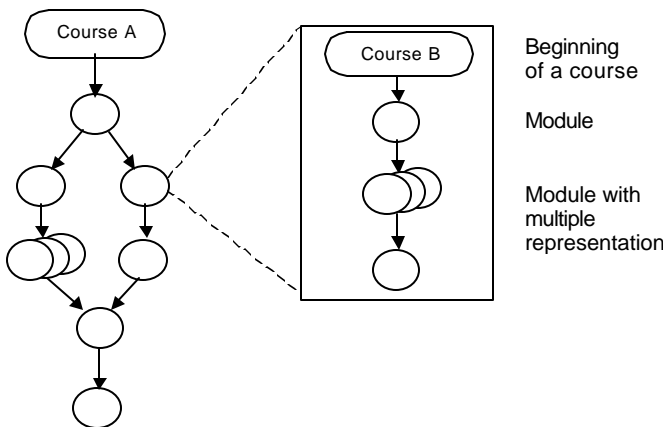 Course A
Course B
Beginning
of a course
Module
Module with
multiple
representation